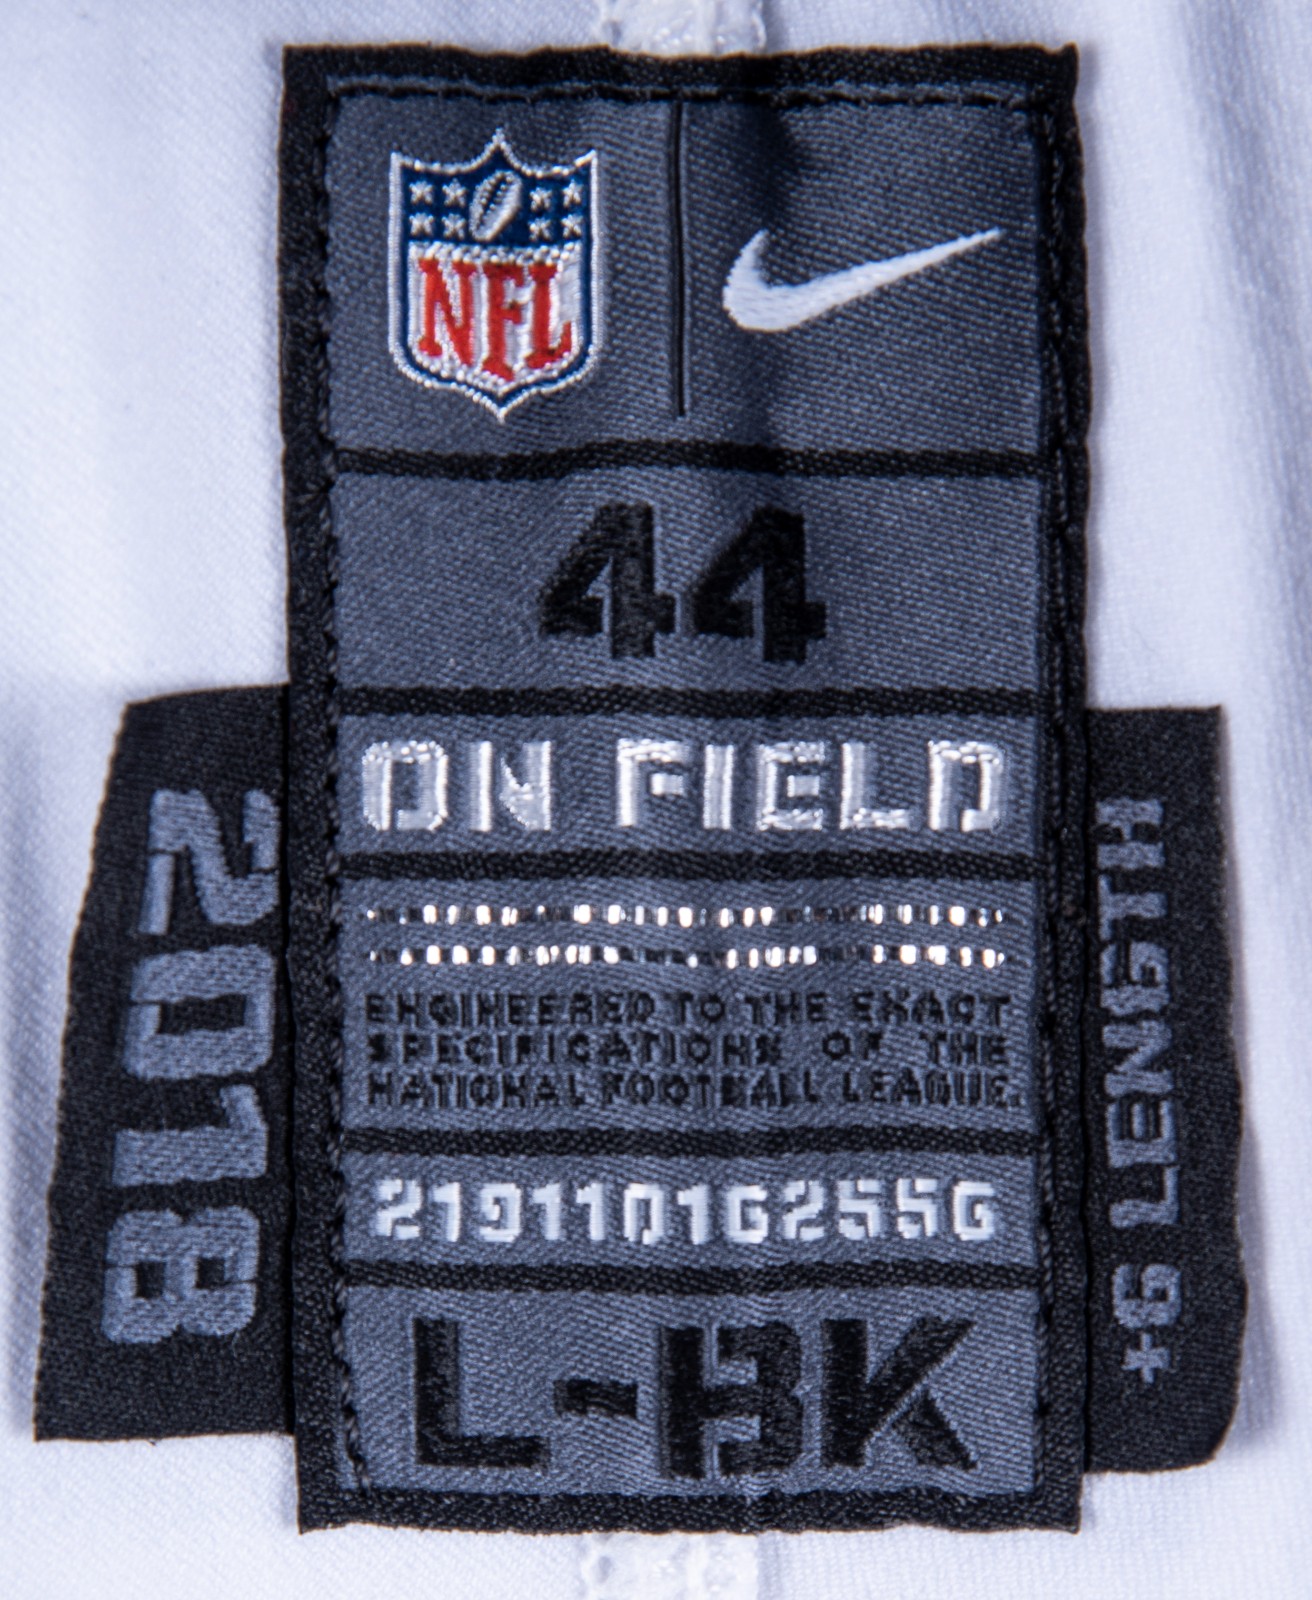 NFL
44
ON FIELD
ENGINEERED TO THE EXACT
SPECIFICATIONS OF THE
NATIONAL FOOTBALL LEAGUE.
219110162556
L-BK
2018
+6 LENGTH